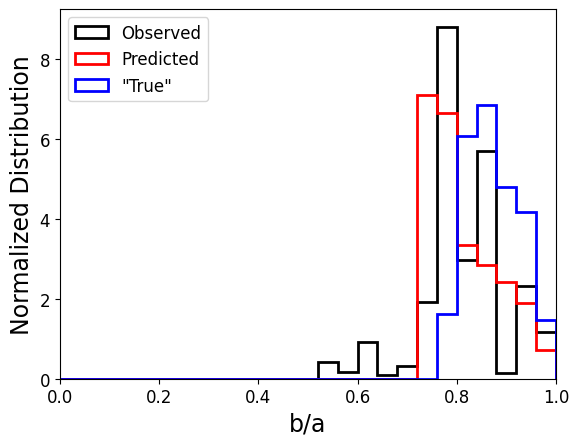 Observed
Predicted
"True"
Normalized Distribution
8
6
4
2
0
0.0 0.2 0.4 0.6 0.8 1.0
b/a